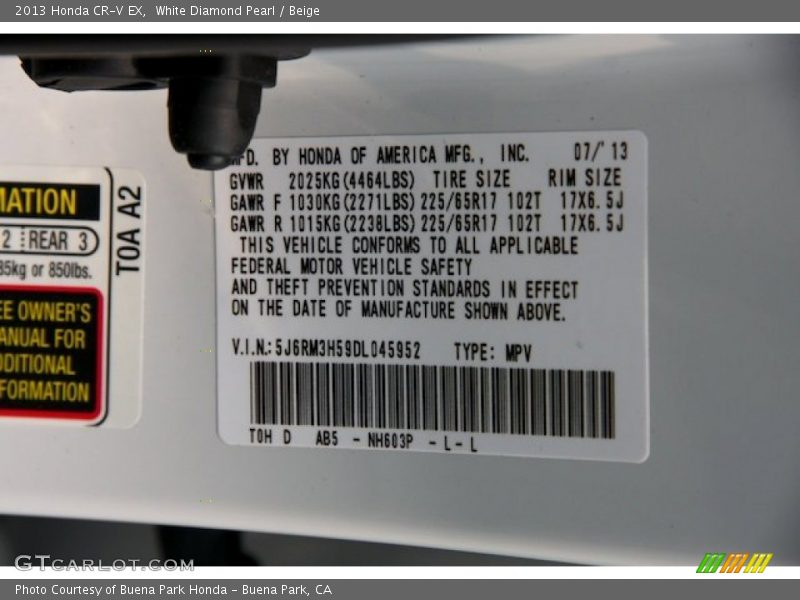 2013 Honda CR-V EX,  White Diamond Pearl / Beige
MFD. BY HONDA OF AMERICA MFG., INC. 07/'13
GVWR 2025KG(4464LBS) TIRE SIZE RIM SIZE
GAWR F 1030KG(2271LBS) 225/65R17 102T 17X6.5J
GAWR R 1015KG(2238LBS) 225/65R17 102T 17X6.5J
THIS VEHICLE CONFORMS TO ALL APPLICABLE
FEDERAL MOTOR VEHICLE SAFETY
AND THEFT PREVENTION STANDARDS IN EFFECT
ON THE DATE OF MANUFACTURE SHOWN ABOVE.
V.I.N.:5J6RM3H59DL045952 TYPE: MPV
T0H D AB5 - NH603P - L - L
MATION
2 REAR 3
85kg or 850lbs.
EE OWNER'S
ANUAL FOR
DDITIONAL
FORMATION
T0A A2
GTCARLOT.COM
Photo Courtesy of Buena Park Honda - Buena Park, CA